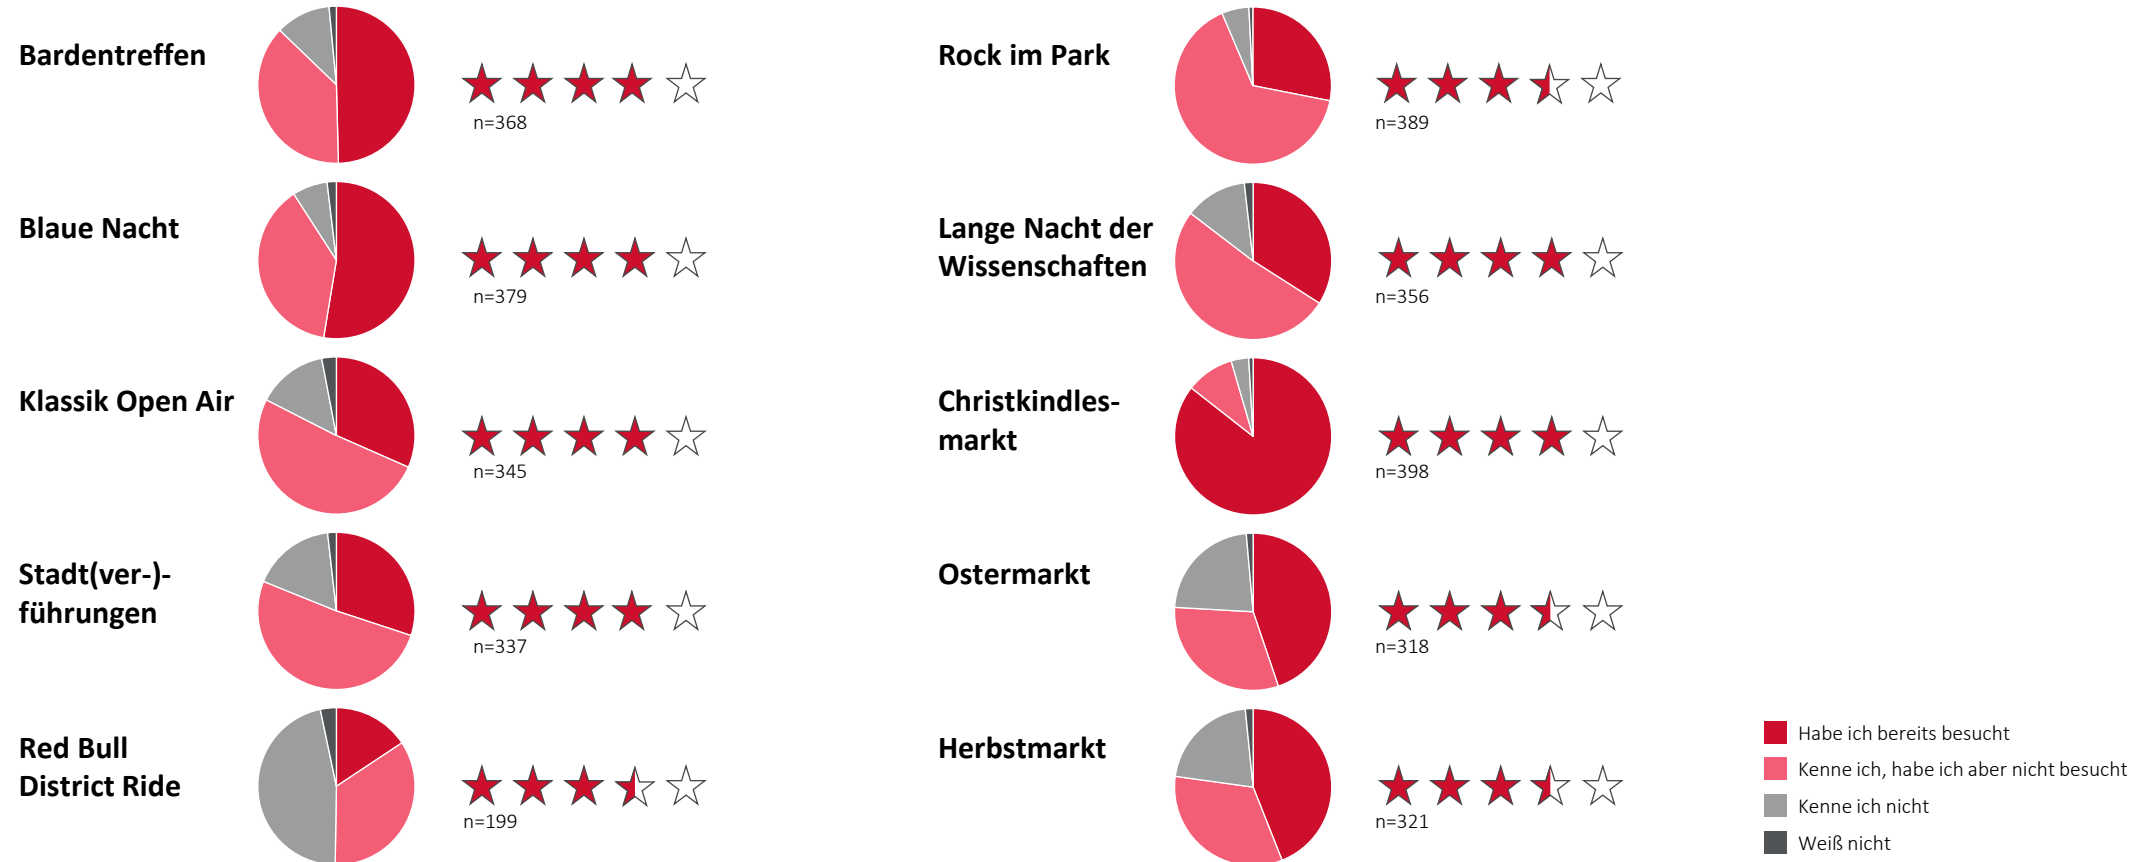 Bardentreffen
n=368
Blaue Nacht
n=379
Klassik Open Air
n=345
Stadt(ver-)-
führungen
n=337
Red Bull
District Ride
n=199
Rock im Park
n=389
Lange Nacht der
Wissenschaften
n=356
Christkindles-
markt
n=398
Ostermarkt
n=318
Herbstmarkt
n=321
Habe ich bereits besucht
Kenne ich, habe ich aber nicht besucht
Kenne ich nicht
Weiß nicht